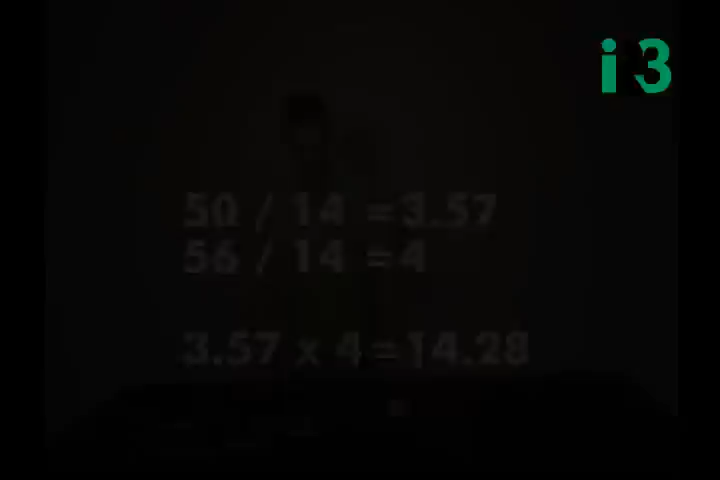 i3
50 / 14 =3.57
56 / 14 =4
3.57 x 4=14.28